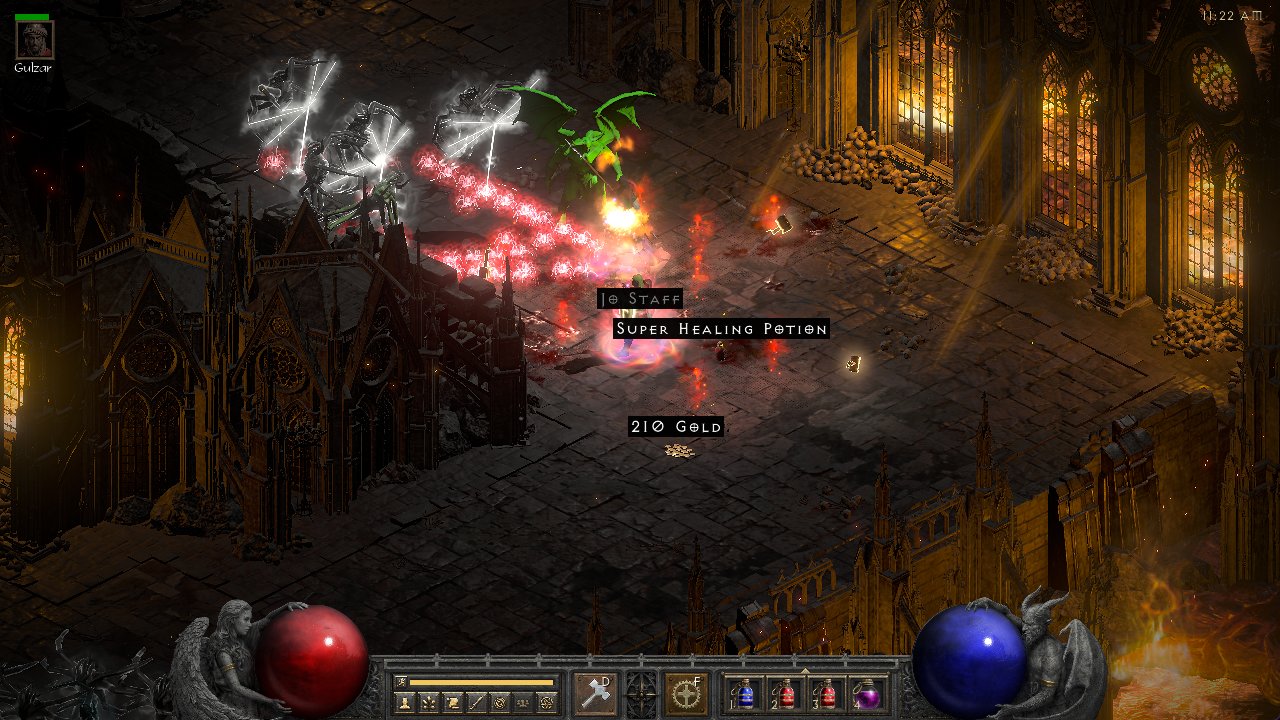 11:22 AM
Gulzar
Jo Staff
Super Healing Potion
210 Gold
D
F
1
2
3
4